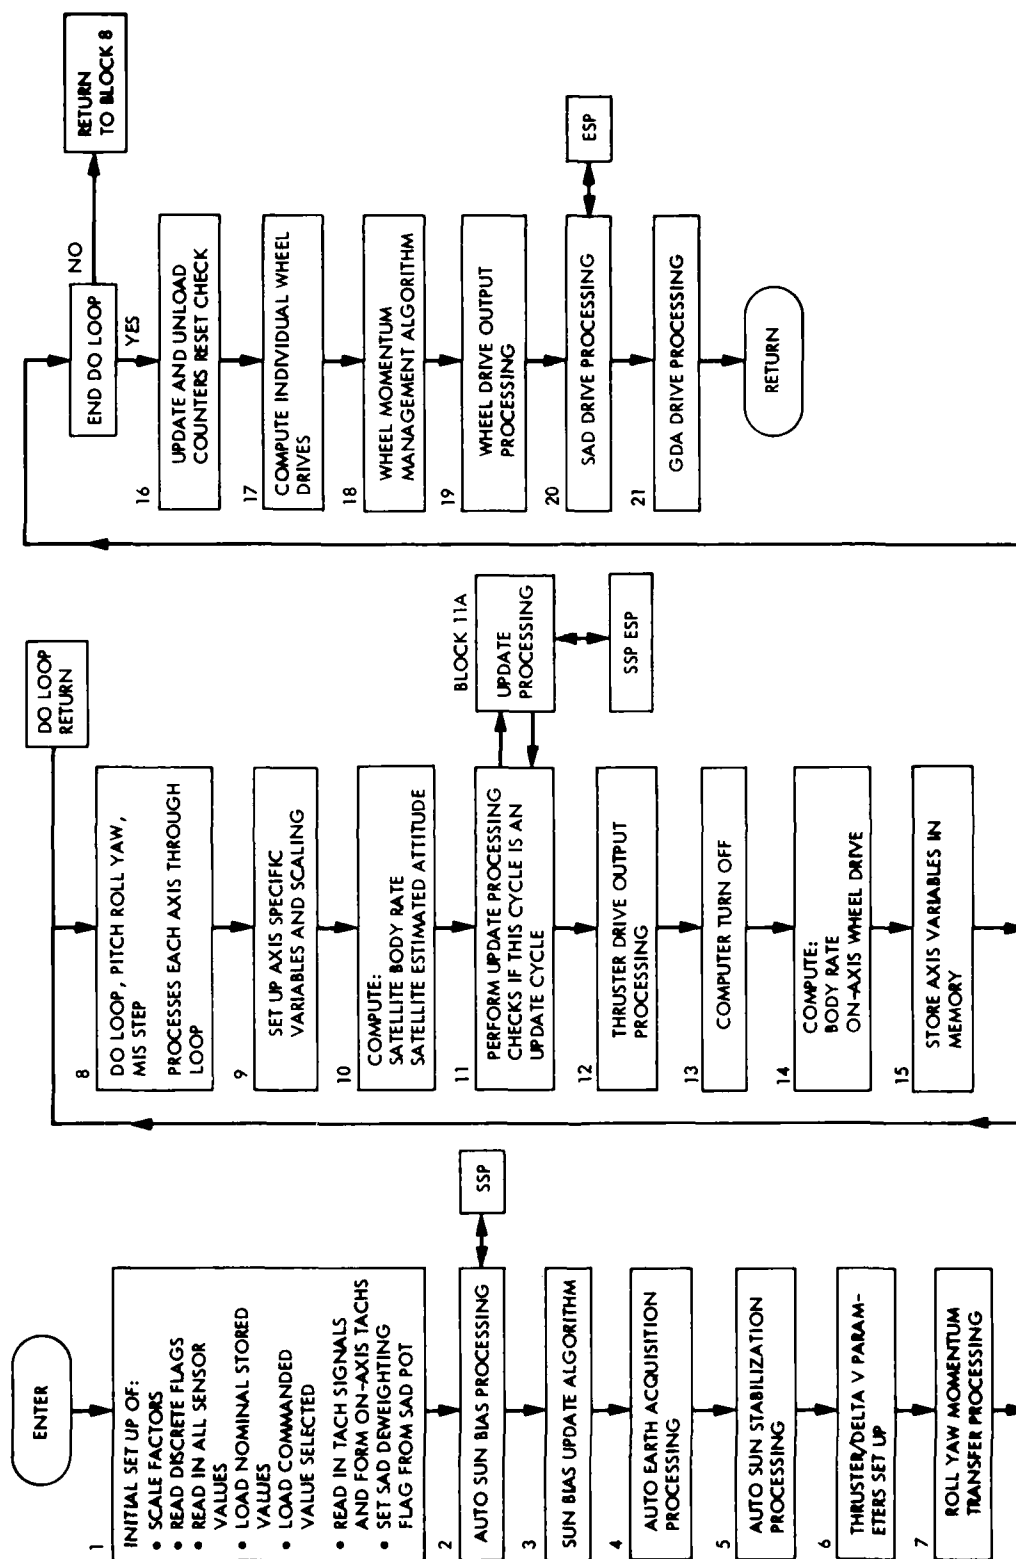 ENTER
1
INITIAL SET UP OF:
• SCALE FACTORS
• READ DISCRETE FLAGS
• READ IN ALL SENSOR
VALUES
• LOAD NOMINAL STORED
VALUES
• LOAD COMMANDED
VALUE SELECTED
• READ IN TACH SIGNALS
AND FORM ON-AXIS TACHS
• SET SAD DEWEIGHTING
FLAG FROM SAD POT
2
AUTO SUN BIAS PROCESSING
SSP
3
SUN BIAS UPDATE ALGORITHM
4
AUTO EARTH ACQUISITION
PROCESSING
5
AUTO SUN STABILIZATION
PROCESSING
6
THRUSTER/DELTA V PARAM-
ETERS SET UP
7
ROLL YAW MOMENTUM
TRANSFER PROCESSING
DO LOOP
RETURN
8
DO LOOP, PITCH ROLL YAW,
MIS STEP
PROCESSES EACH AXIS THROUGH
LOOP
9
SET UP AXIS SPECIFIC
VARIABLES AND SCALING
10
COMPUTE:
SATELLITE BODY RATE
SATELLITE ESTIMATED ATTITUDE
11
PERFORM UPDATE PROCESSING
CHECKS IF THIS CYCLE IS AN
UPDATE CYCLE
BLOCK 11A
UPDATE
PROCESSING
SSP ESP
12
THRUSTER DRIVE OUTPUT
PROCESSING
13
COMPUTER TURN OFF
14
COMPUTE:
BODY RATE
ON-AXIS WHEEL DRIVE
15
STORE AXIS VARIABLES IN
MEMORY
END DO LOOP
NO
RETURN
TO BLOCK 8
YES
16
UPDATE AND UNLOAD
COUNTERS RESET CHECK
17
COMPUTE INDIVIDUAL WHEEL
DRIVES
18
WHEEL MOMENTUM
MANAGEMENT ALGORITHM
19
WHEEL DRIVE OUTPUT
PROCESSING
20
SAD DRIVE PROCESSING
ESP
21
GDA DRIVE PROCESSING
RETURN